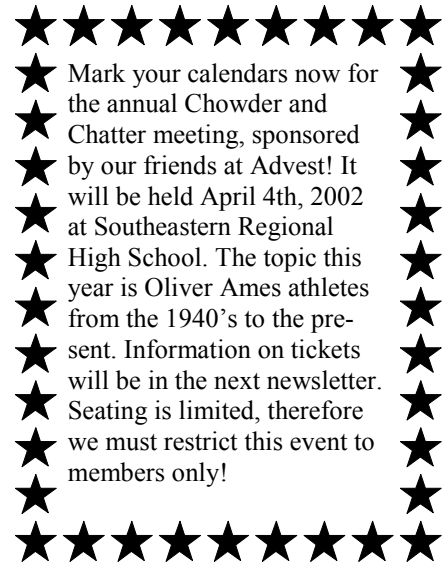 Mark your calendars now for
the annual Chowder and
Chatter meeting, sponsored
by our friends at Advest! It
will be held April 4th, 2002
at Southeastern Regional
High School. The topic this
year is Oliver Ames athletes
from the 1940’s to the pre-
sent. Information on tickets
will be in the next newsletter.
Seating is limited, therefore
we must restrict this event to
members only!